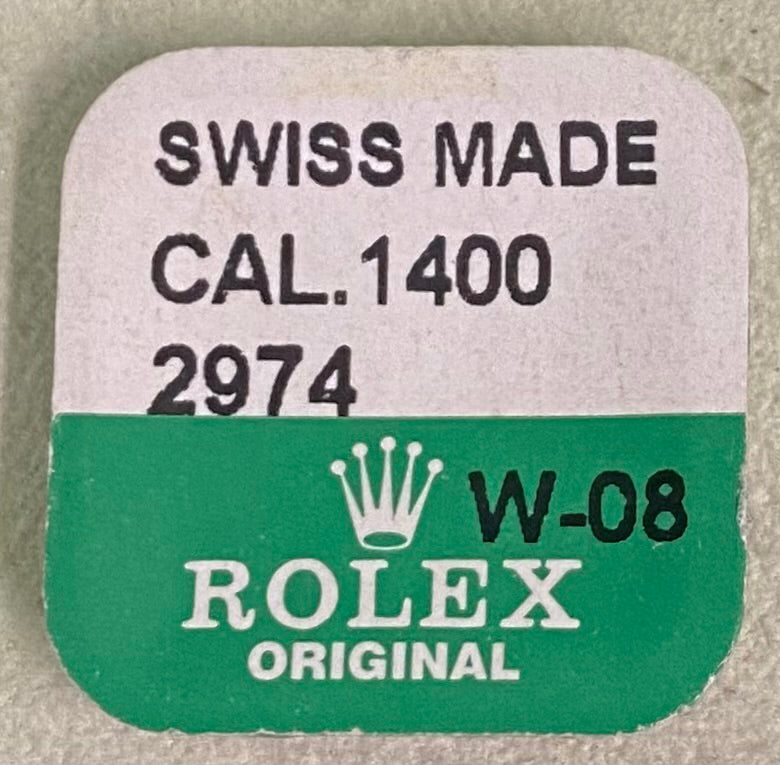 SWISS MADE
CAL.1400
2974
W-08
ROLEX
ORIGINAL